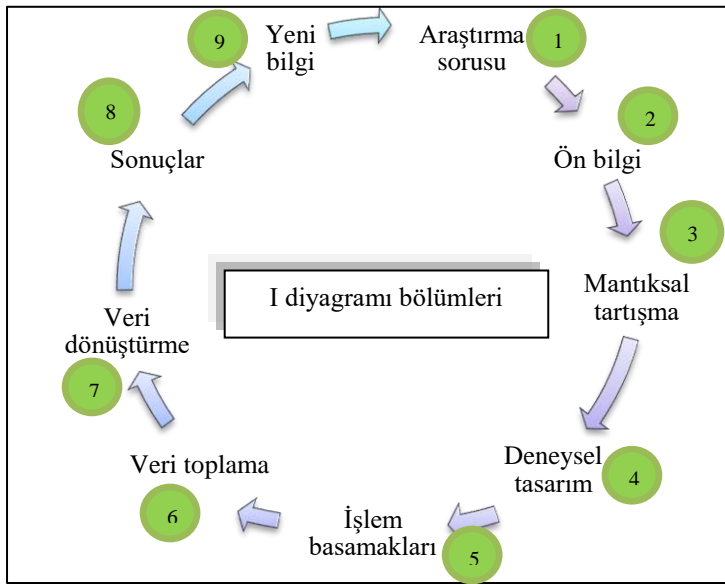 Araştırma
sorusu
1
2
Ön bilgi
3
Mantıksal
tartışma
Deneysel
tasarım
4
İşlem
basamakları
5
Veri toplama
6
Veri
dönüştürme
7
8
Sonuçlar
9
Yeni
bilgi
I diyagramı bölümleri